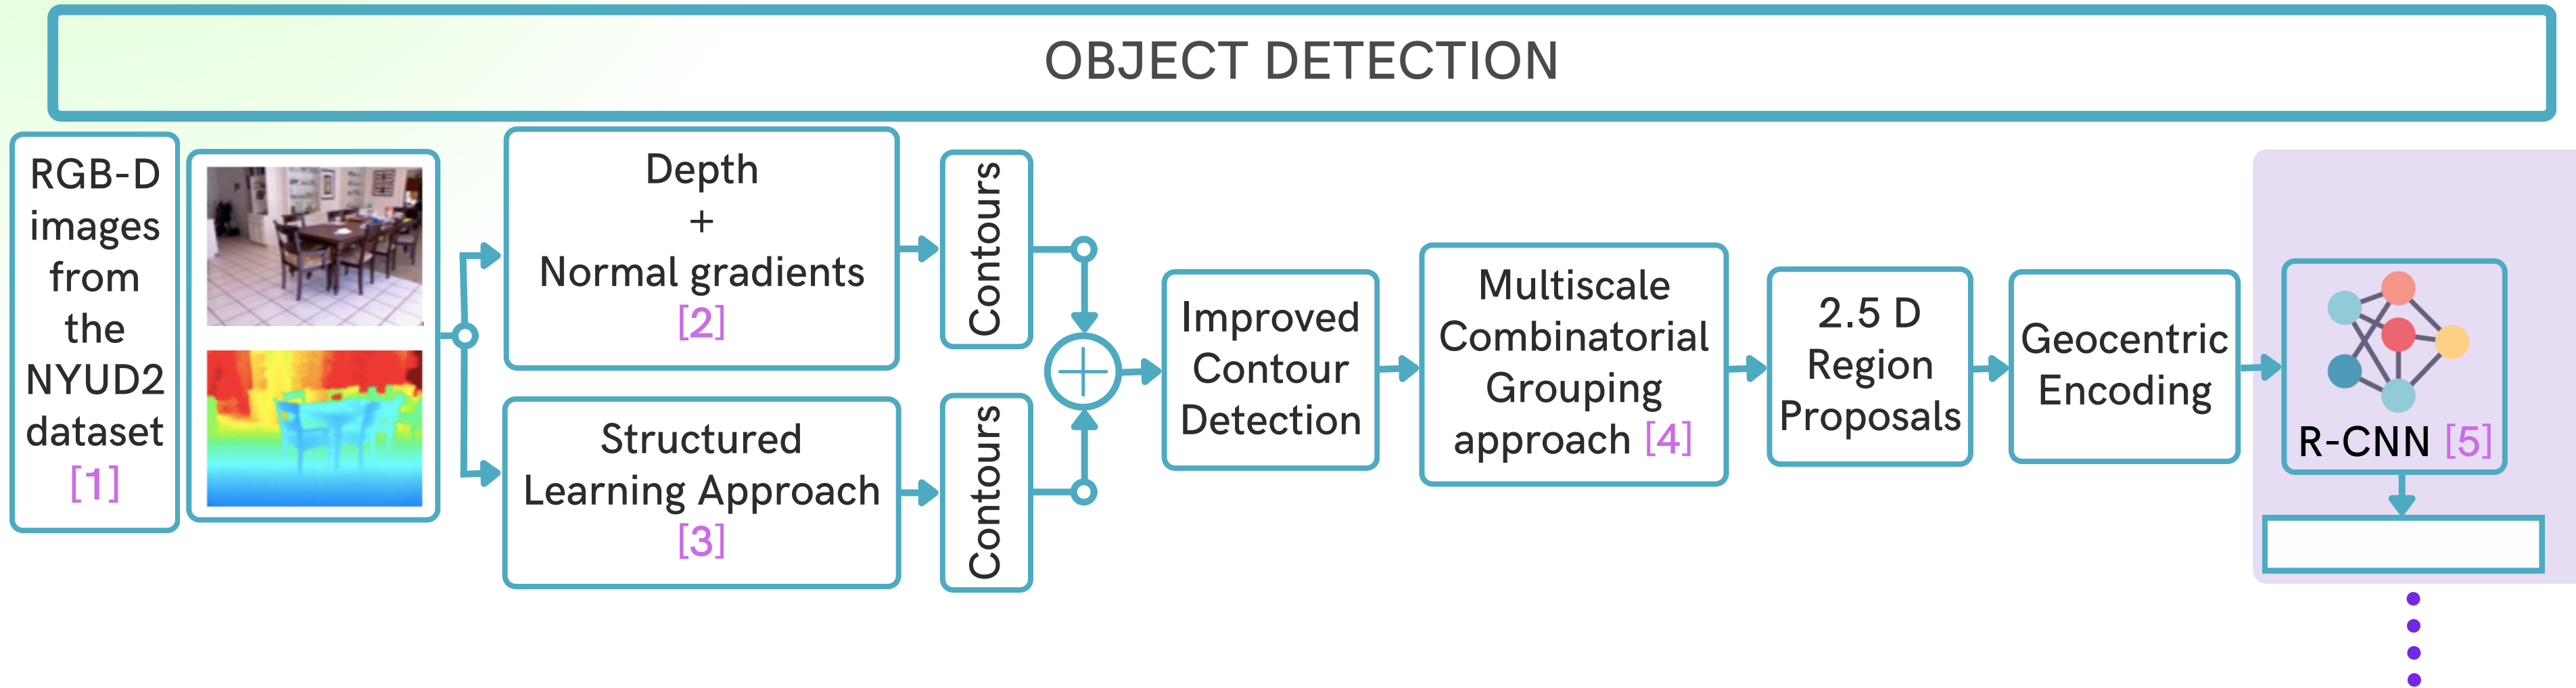 OBJECT DETECTION
RGB-D
images
from
the
NYUD2
dataset
[1]
Depth
+
Normal gradients
[2]
Structured
Learning Approach
[3]
Contours
Contours
Improved
Contour
Detection
Multiscale
Combinatorial
Grouping
approach [4]
2.5 D
Region
Proposals
Geocentric
Encoding
R-CNN [5]